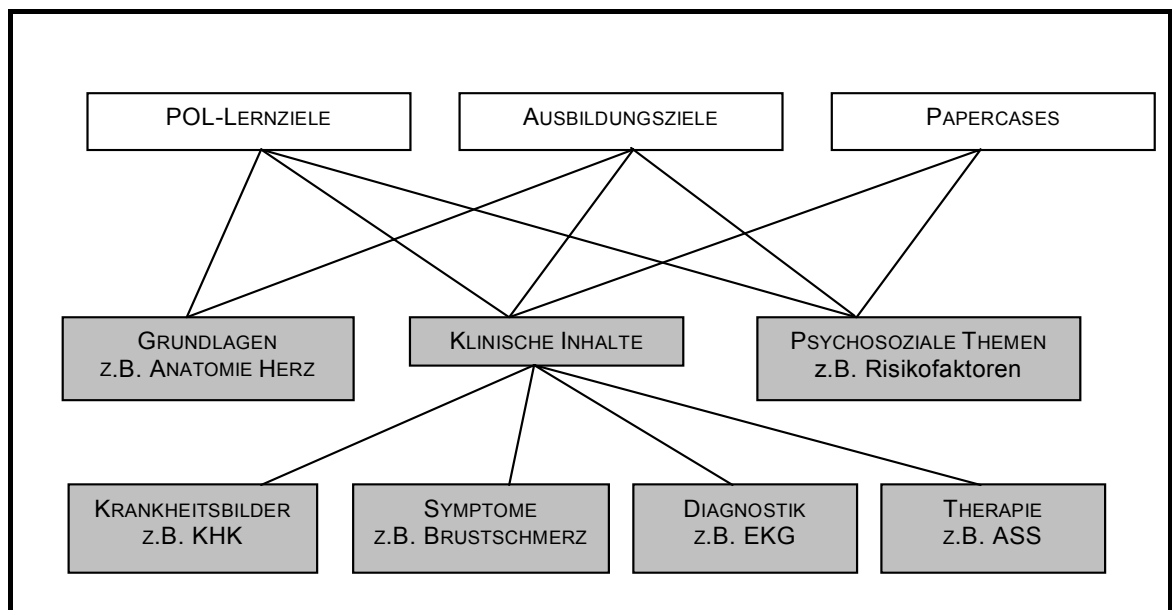 POL-LERNZIELE
AUSBILDUNGSZIELE
PAPERCASES
GRUNDLAGEN
Z.B. ANATOMIE HERZ
KLINISCHE INHALTE
PSYCHOSOZIALE THEMEN
z.B. Risikofaktoren
KRANKHEITSBILDER
Z.B. KHK
SYMPTOME
Z.B. BRUSTSCHMERZ
DIAGNOSTIK
Z.B. EKG
THERAPIE
Z.B. ASS